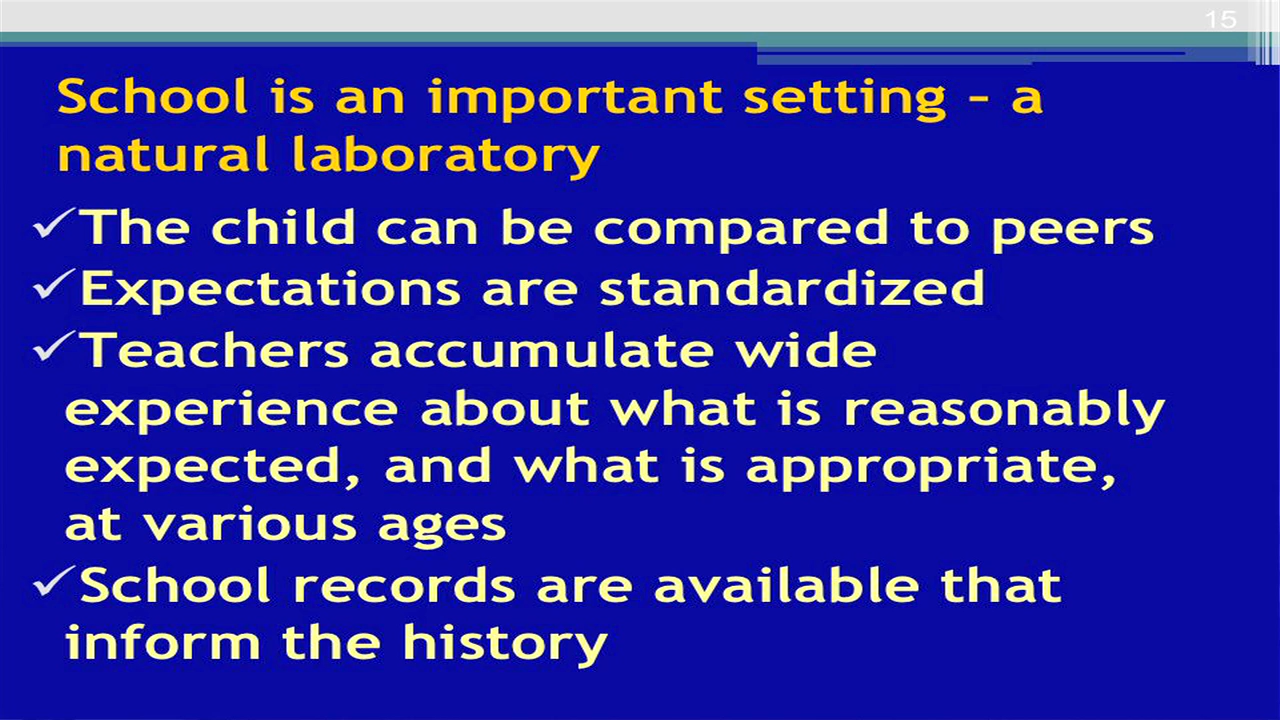 15
School is an important setting - a
natural laboratory
✓The child can be compared to peers
✓Expectations are standardized
✓Teachers accumulate wide
experience about what is reasonably
expected, and what is appropriate,
at various ages
✓School records are available that
inform the history